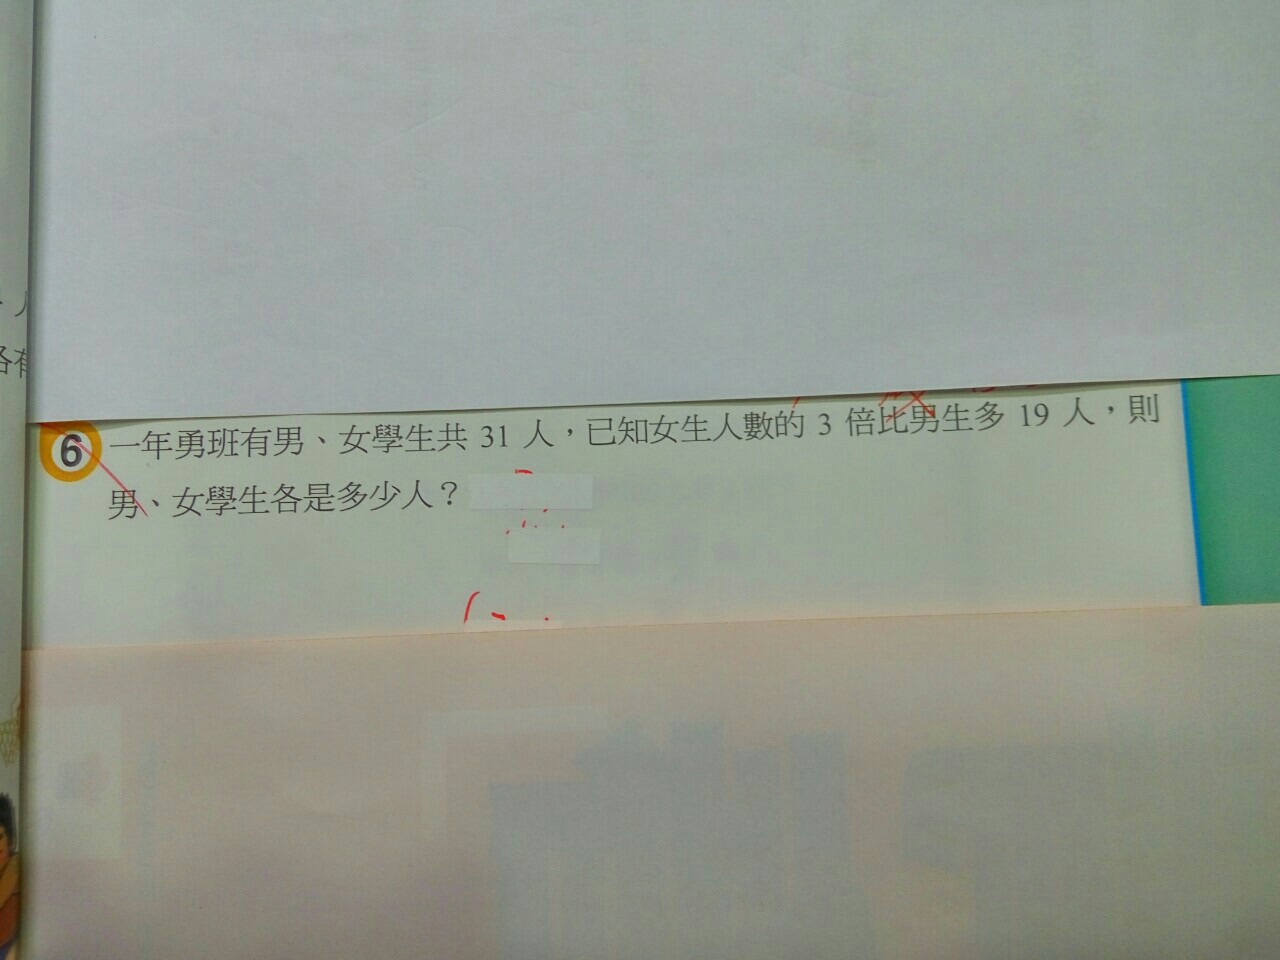 各有
6 一年勇班有男、女學生共 31 人，已知女生人數的 3 倍比男生多 19 人，則
男、女學生各是多少人？